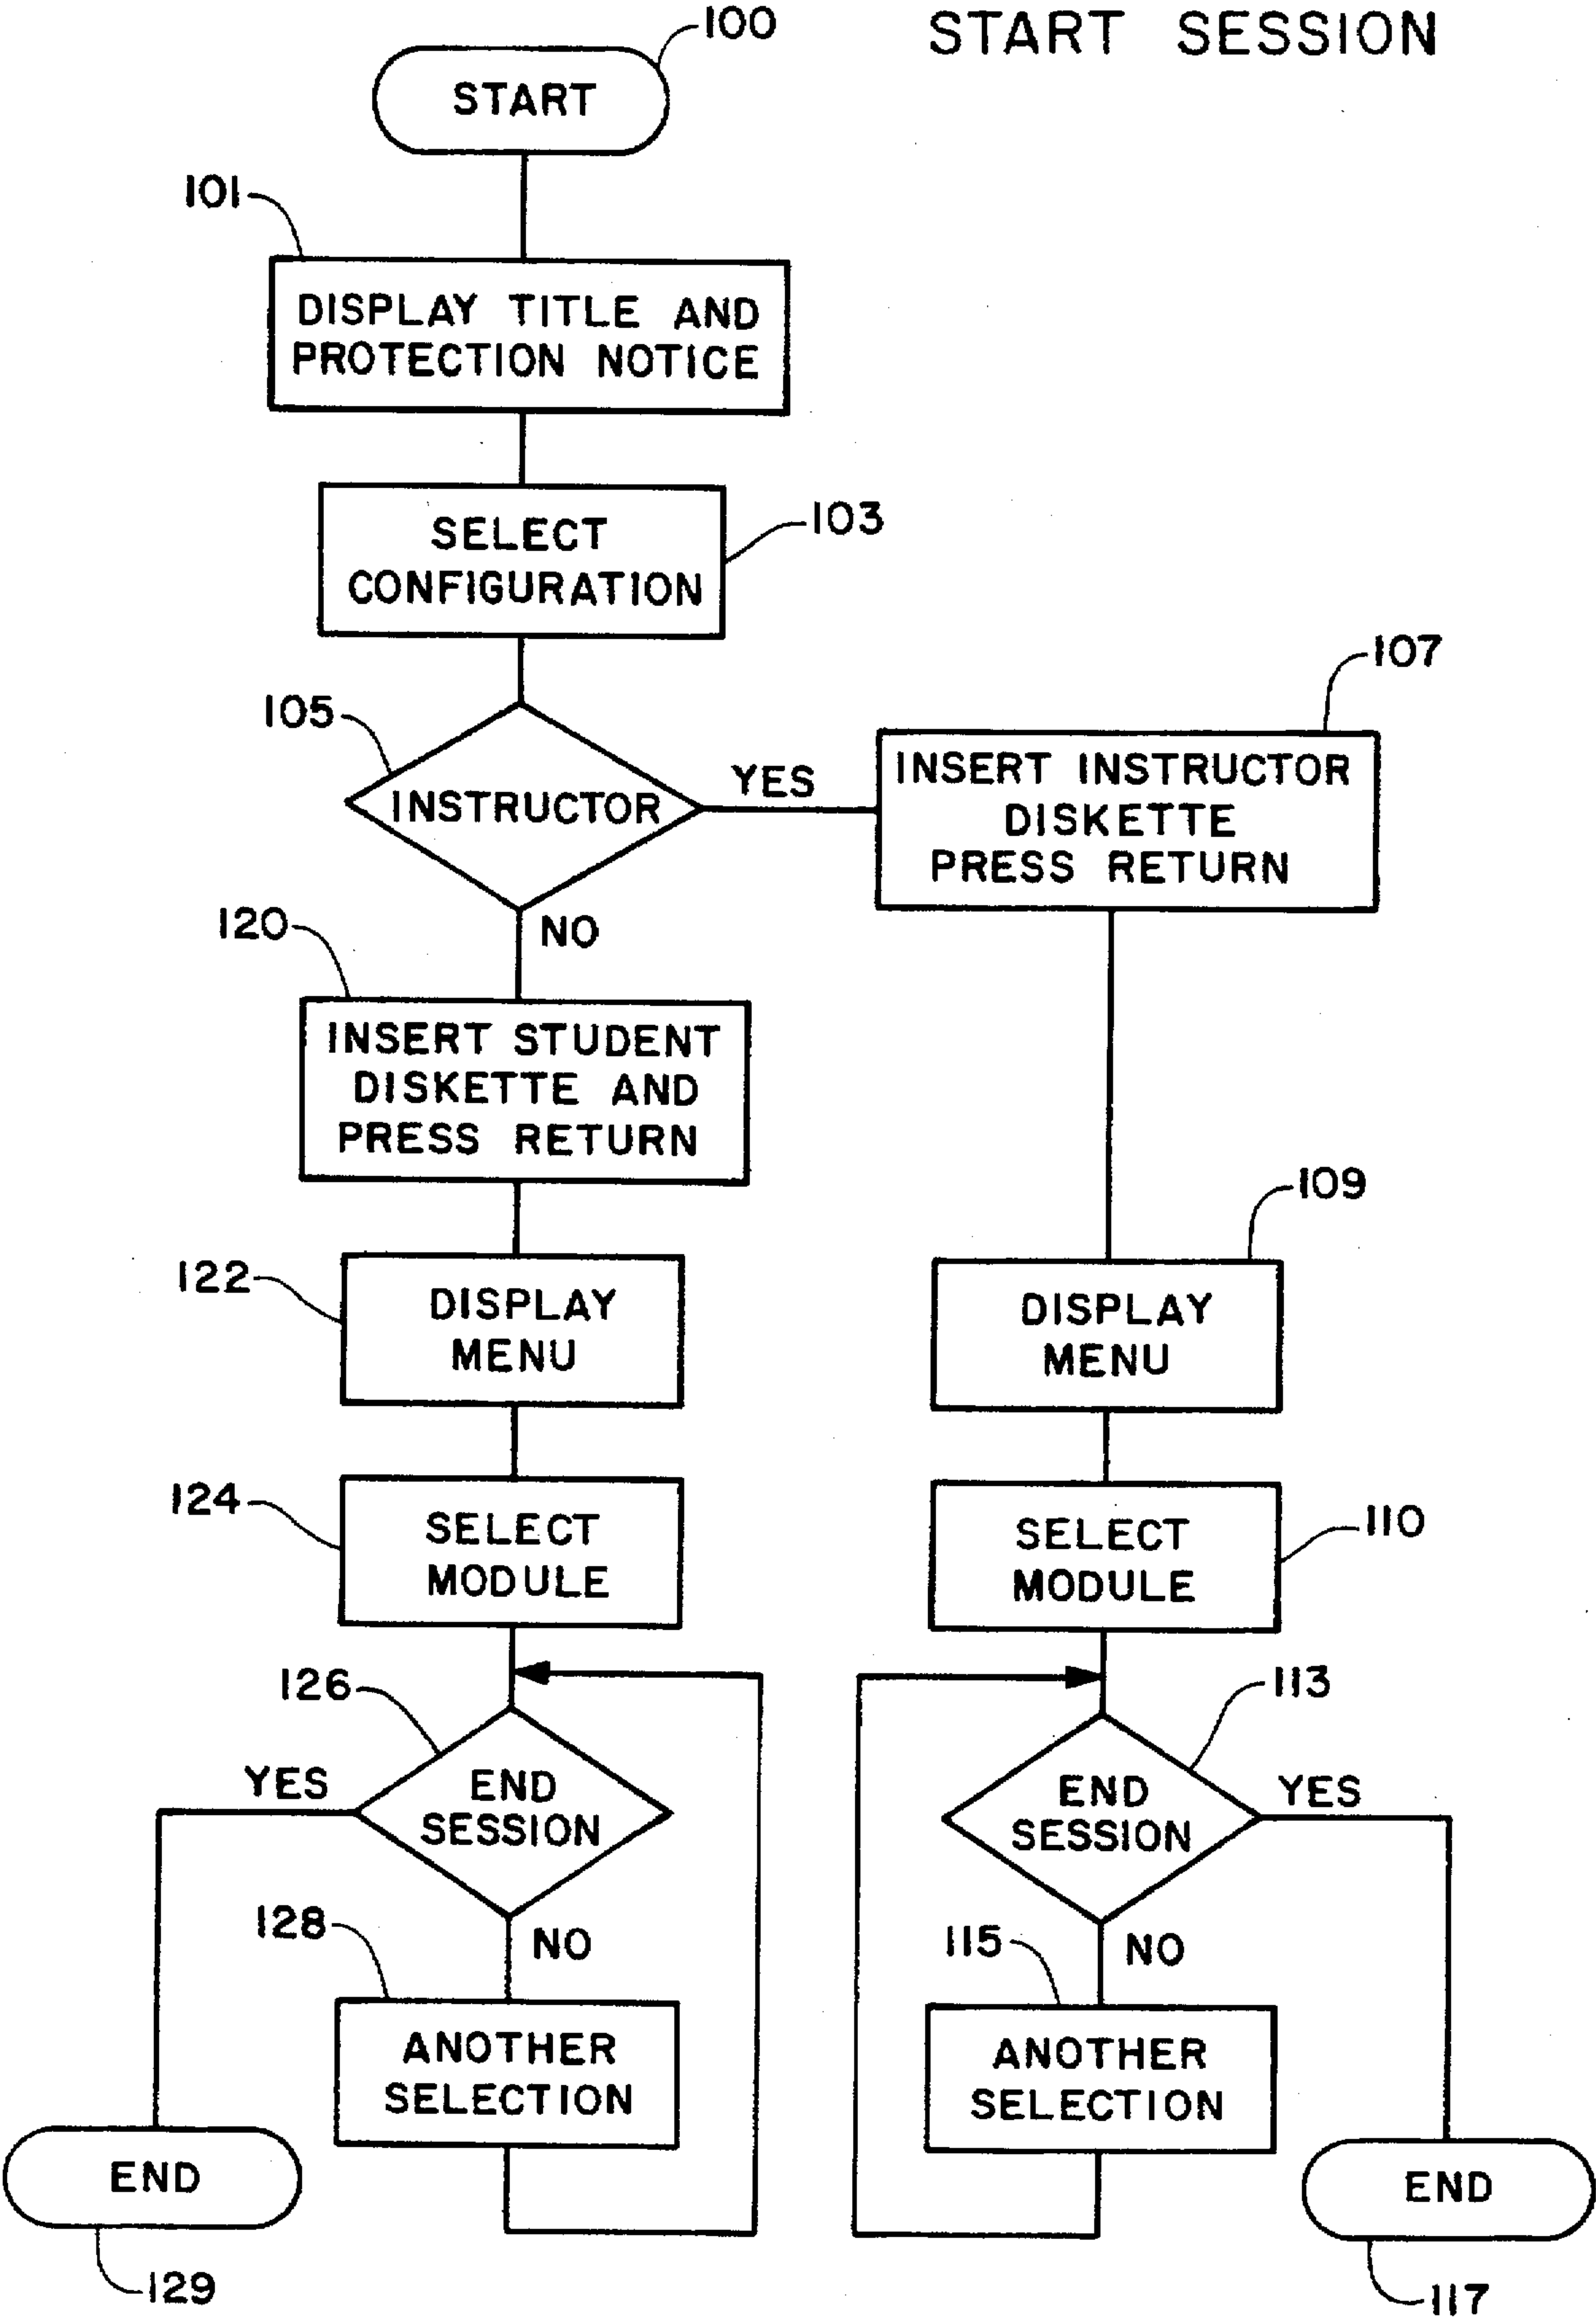 START SESSION
100
START
101
DISPLAY TITLE AND
PROTECTION NOTICE
103
SELECT
CONFIGURATION
105
INSTRUCTOR
YES
107
INSERT INSTRUCTOR
DISKETTE
PRESS RETURN
NO
120
INSERT STUDENT
DISKETTE AND
PRESS RETURN
122
DISPLAY
MENU
109
DISPLAY
MENU
124
SELECT
MODULE
110
SELECT
MODULE
126
YES
END
SESSION
113
END
SESSION
YES
128
NO
ANOTHER
SELECTION
115
NO
ANOTHER
SELECTION
END
129
END
117